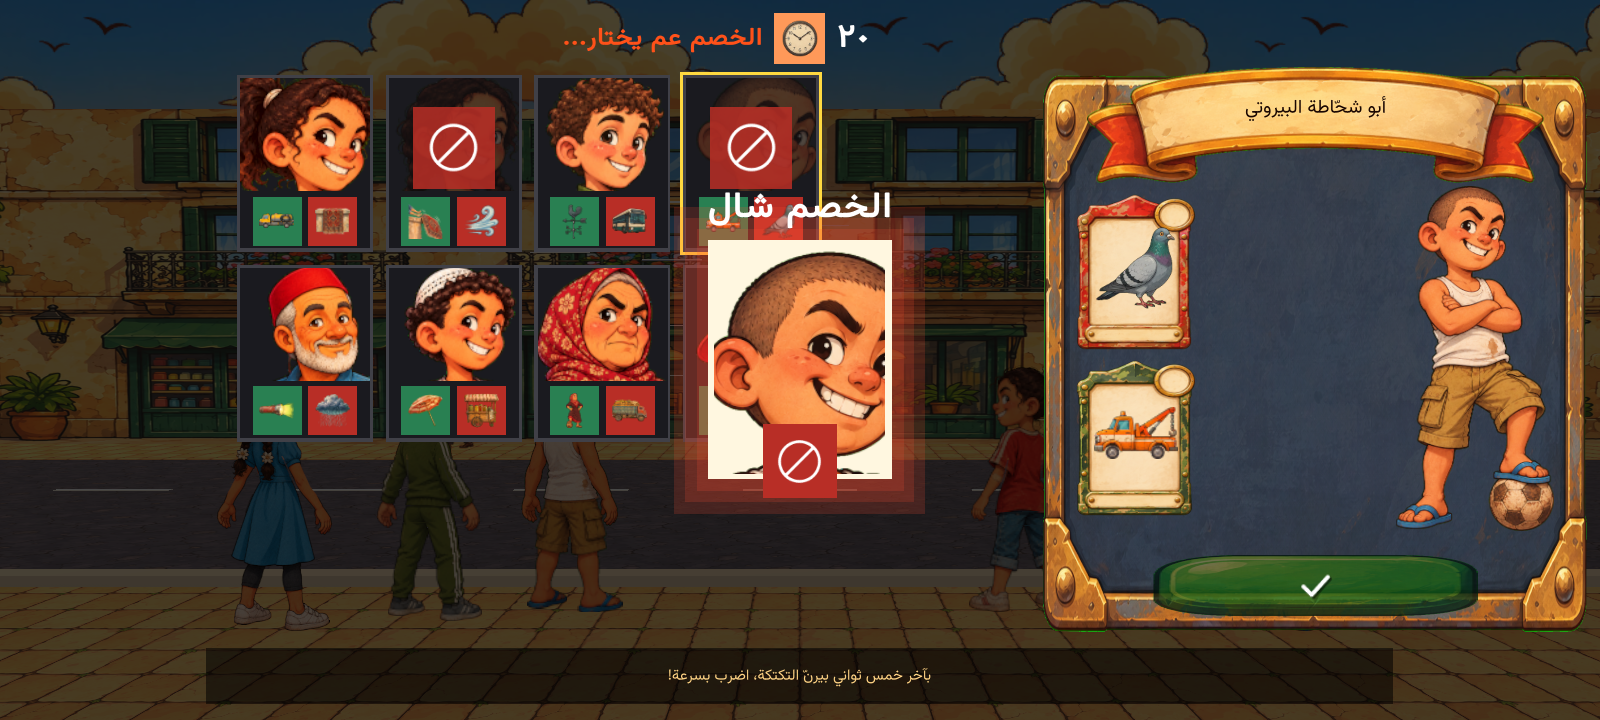 الخصم عم يختار...
٢٠
أبو شحّاطة البيروتي
الخصم شال
بآخر خمس ثواني بيرنّ التكتكة، اضرب بسرعة!